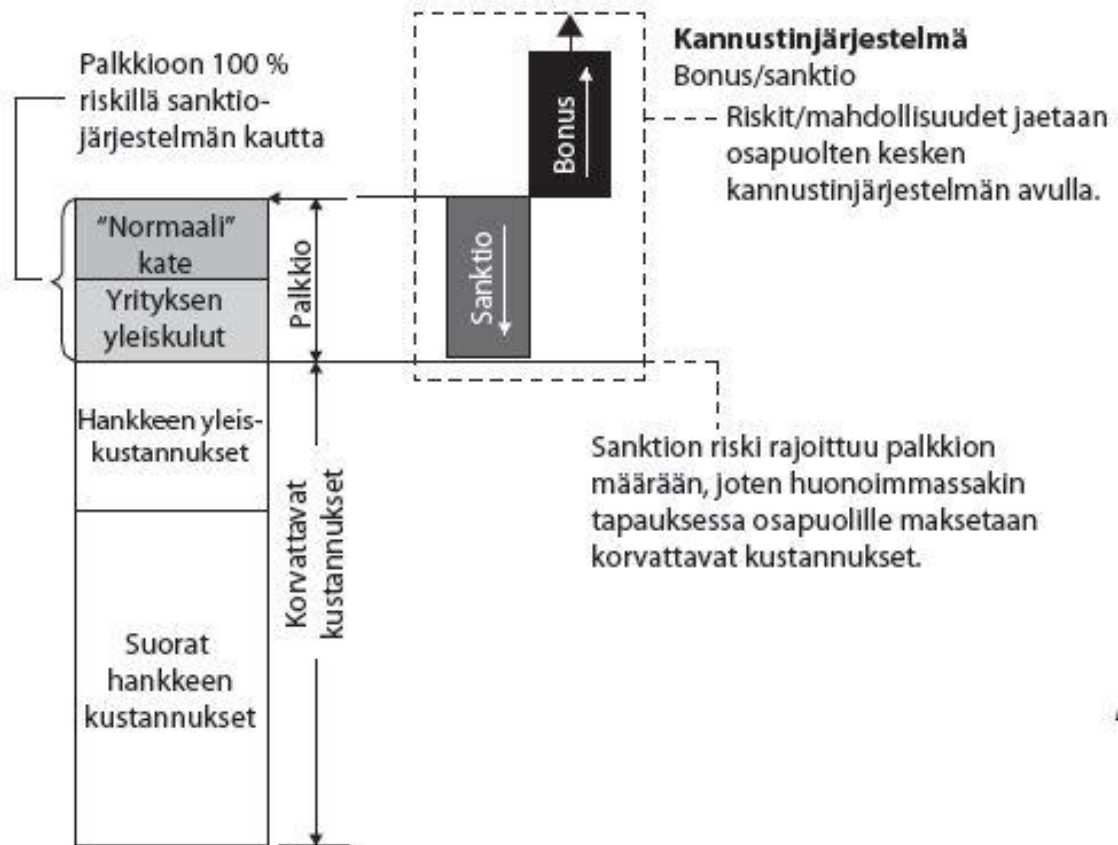 Palkkioon 100 %
riskillä sanktio-
järjestelmän kautta
"Normaali"
kate
Yrityksen
yleiskulut
Hankkeen yleis-
kustannukset
Suorat
hankkeen
kustannukset
Palkkio
Korvattavat
kustannukset
Sanktio
Bonus
Kannustinjärjestelmä
Bonus/sanktio
Riskit/mahdollisuudet jaetaan
osapuolten kesken
kannustinjärjestelmän avulla.
Sanktion riski rajoittuu palkkion
määrään, joten huonoimmassakin
tapauksessa osapuolille maksetaan
korvattavat kustannukset.